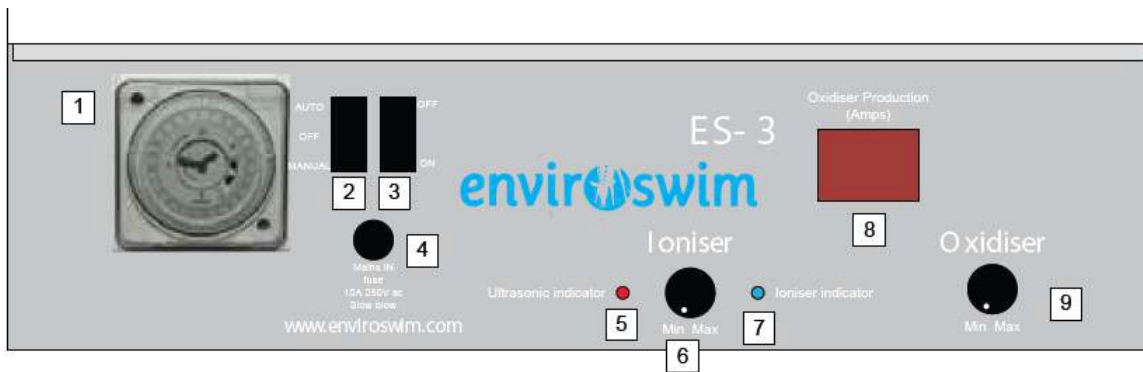 1
AUTO
OFF
MANUAL
OFF
ON
2
3
4
Mains IN
fuse
10A 250V ac
Slow blow
www.enviroswim.com
ES- 3
enviroswim
Ioniser
Ultrasonic indicator
5
Min Max
6
7
Ioniser indicator
Oxidiser Production
(Amps)
8
Oxidiser
Min Max
9